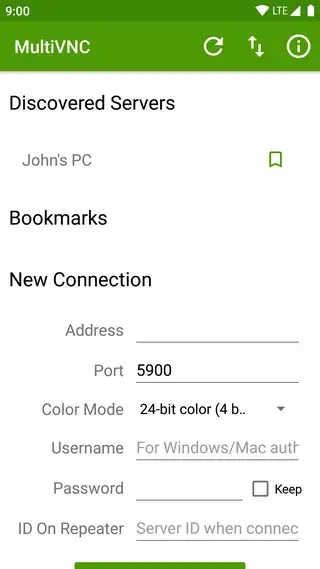 9:00
LTE
MultiVNC
Discovered Servers
John's PC
Bookmarks
New Connection
Address
Port 5900
Color Mode 24-bit color (4 b..
Username For Windows/Mac auth
Password Keep
ID On Repeater Server ID when connec